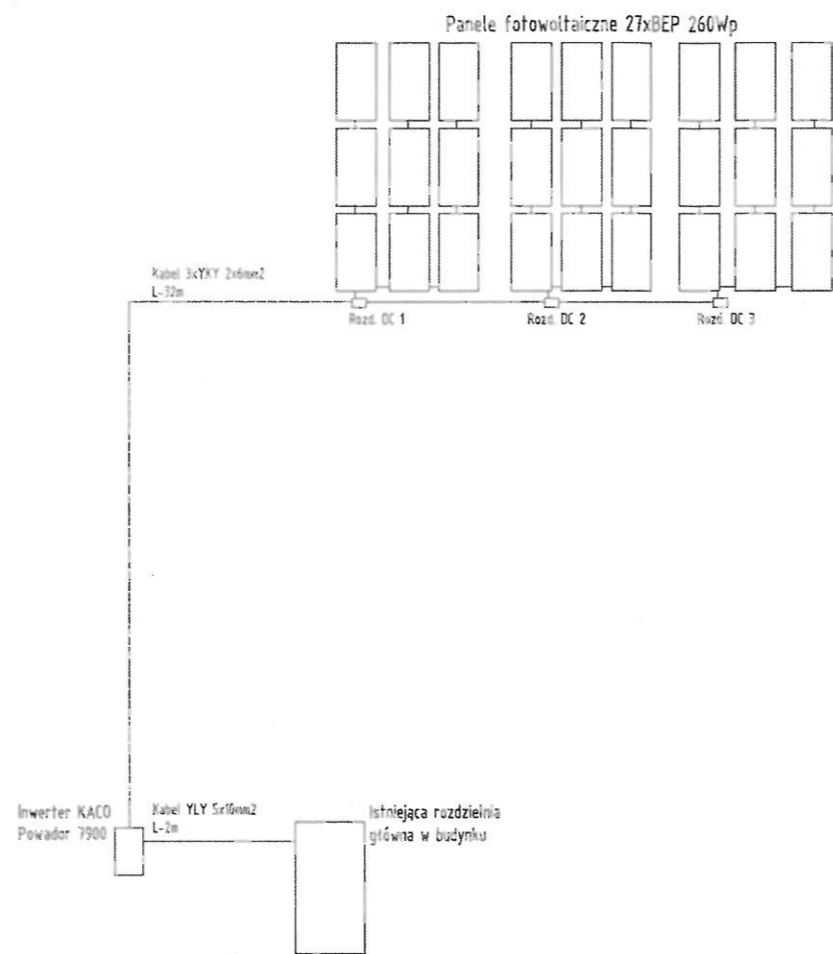 Panele fotowoltaiczne 27xBEP 260Wp
Kabel 3xYKY 2x6mm2
L-32m
Rozd. DC 1
Rozd. DC 2
Rozd. DC 3
Inwerter KACO
Powador 7900
Kabel YLY 5x10mm2
L-2m
Istniejąca rozdzielnia
główna w budynku